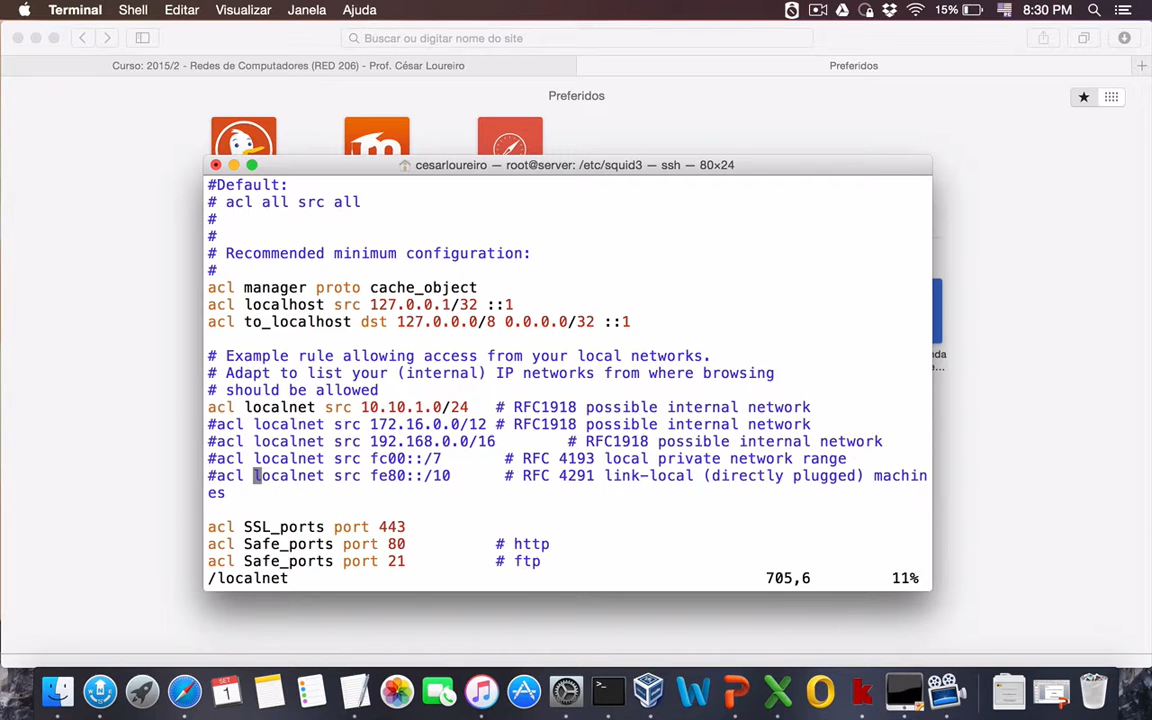 Terminal Shell Editar Visualizar Janela Ajuda 15% 8:30 PM
Buscar ou digitar nome do site
Curso: 2015/2 - Redes de Computadores (RED 206) - Prof. César Loureiro Preferidos
Preferidos
cesarloureiro — root@server: /etc/squid3 — ssh — 80×24
#Default:
# acl all src all
#
#
# Recommended minimum configuration:
#
acl manager proto cache_object
acl localhost src 127.0.0.1/32 ::1
acl to_localhost dst 127.0.0.0/8 0.0.0.0/32 ::1
# Example rule allowing access from your local networks.
# Adapt to list your (internal) IP networks from where browsing
# should be allowed
acl localnet src 10.10.1.0/24 # RFC1918 possible internal network
#acl localnet src 172.16.0.0/12 # RFC1918 possible internal network
#acl localnet src 192.168.0.0/16 # RFC1918 possible internal network
#acl localnet src fc00::/7 # RFC 4193 local private network range
#acl localnet src fe80::/10 # RFC 4291 link-local (directly plugged) machin
es
acl SSL_ports port 443
acl Safe_ports port 80 # http
acl Safe_ports port 21 # ftp
/localnet 705,6 11%